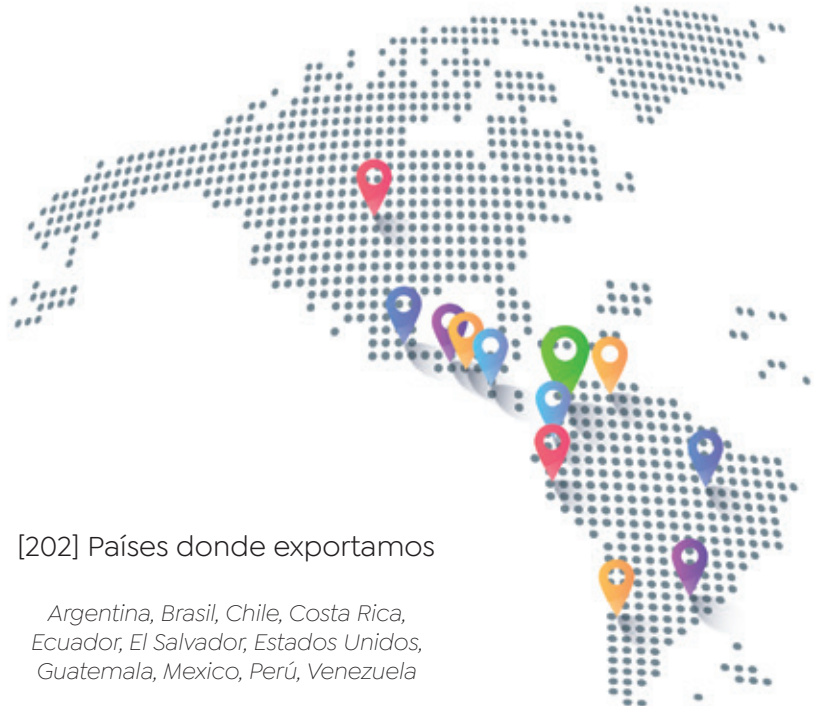 [202] Países donde exportamos
Argentina, Brasil, Chile, Costa Rica,
Ecuador, El Salvador, Estados Unidos,
Guatemala, Mexico, Perú, Venezuela